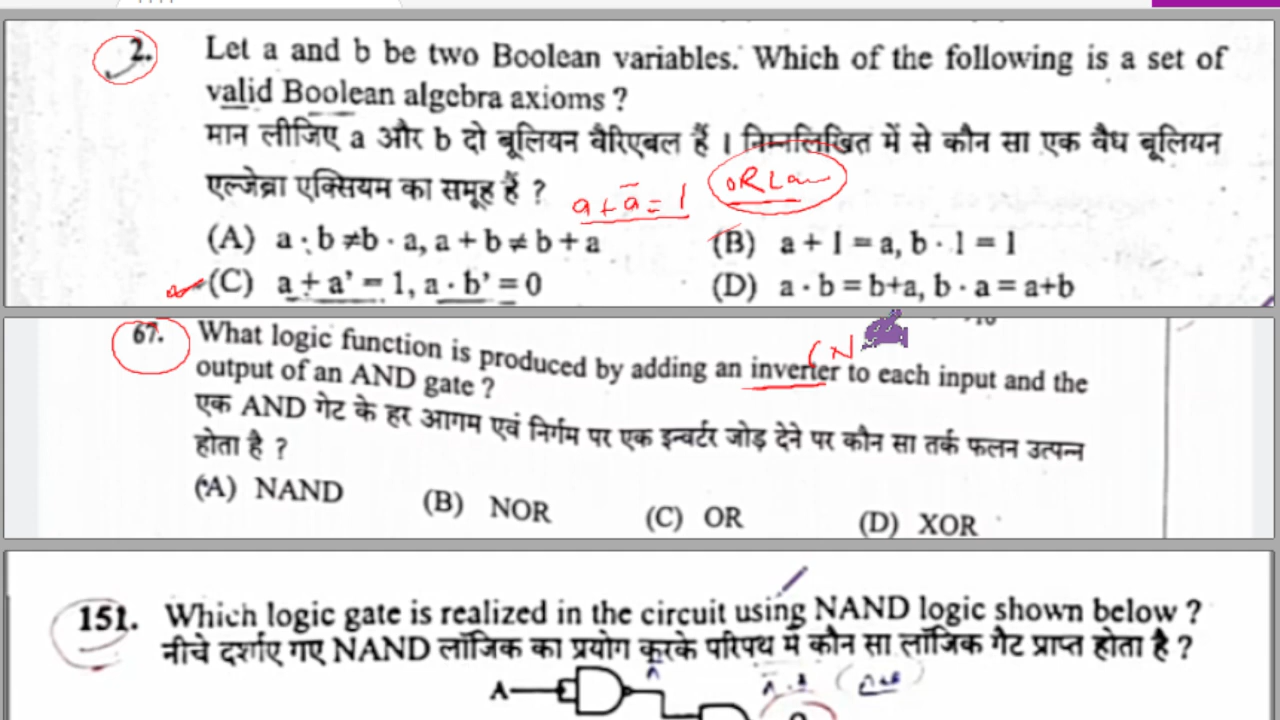 2. Let a and b be two Boolean variables. Which of the following is a set of
valid Boolean algebra axioms ?
मान लीजिए a और b दो बूलियन वैरिएबल हैं । निम्नलिखित में से कौन सा एक वैध बूलियन
एल्जेब्रा एक्सियम का समूह हैं ?
a + a̅ = 1 OR Law
(A) a · b ≠ b · a, a + b ≠ b + a (B) a + 1 = a, b · 1 = 1
(C) a + a' = 1, a · b' = 0 (D) a · b = b+a, b · a = a+b
67. What logic function is produced by adding an inverter to each input and the
(N
output of an AND gate ?
एक AND गेट के हर आगम एवं निर्गम पर एक इन्वर्टर जोड़ देने पर कौन सा तर्क फलन उत्पन्न
होता है ?
(A) NAND (B) NOR (C) OR (D) XOR
151. Which logic gate is realized in the circuit using NAND logic shown below ?
नीचे दर्शाए गए NAND लॉजिक का प्रयोग करके परिपथ में कौन सा लॉजिक गैट प्राप्त होता है ?
A